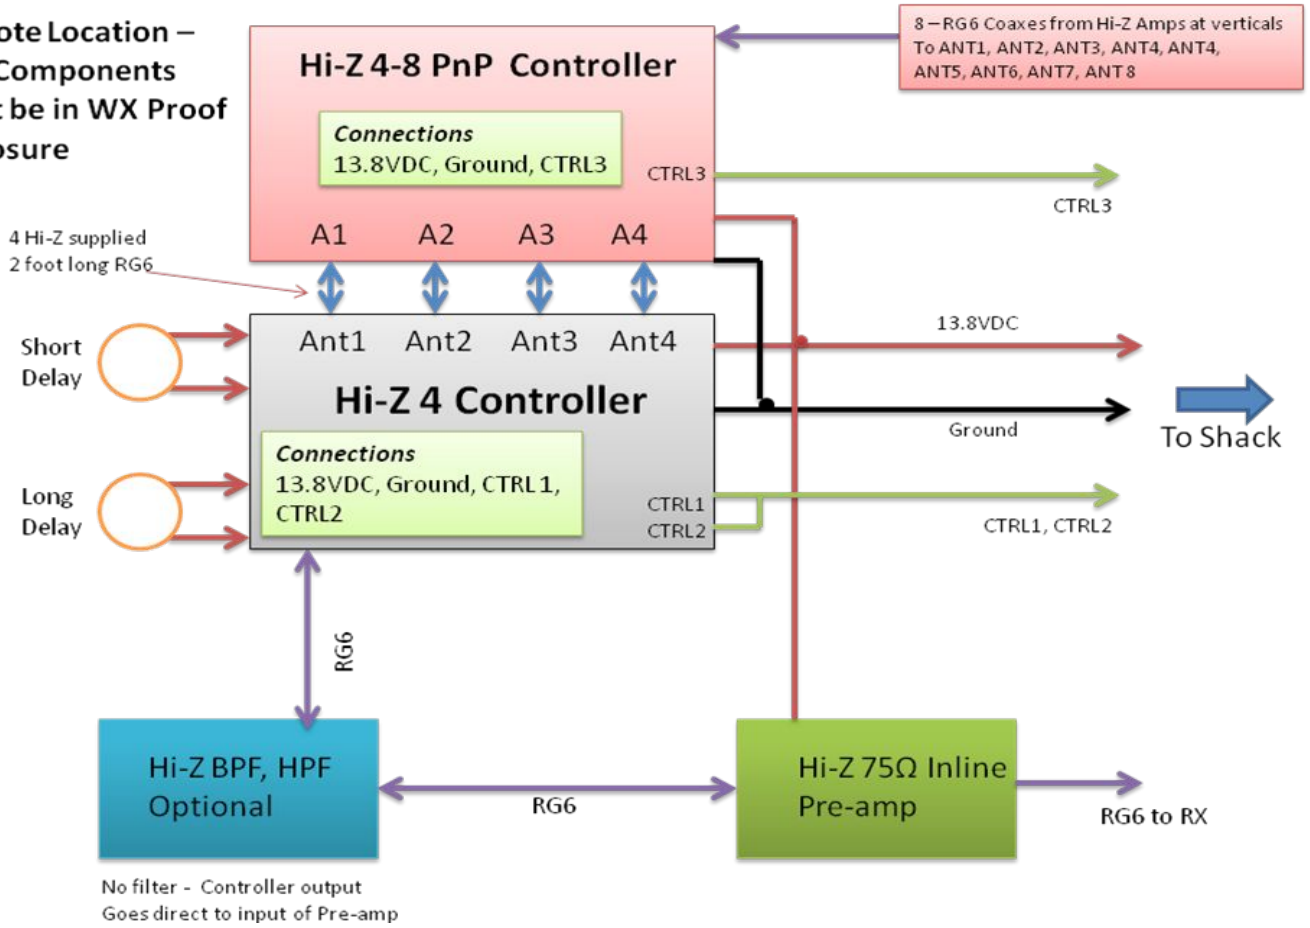 ote Location –
Components
t be in WX Proof
osure
Hi-Z 4-8 PnP Controller
8 – RG6 Coaxes from Hi-Z Amps at verticals
To ANT1, ANT2, ANT3, ANT4, ANT4,
ANT5, ANT6, ANT7, ANT 8
Connections
13.8VDC, Ground, CTRL3
CTRL3
CTRL3
A1 A2 A3 A4
4 Hi-Z supplied
2 foot long RG6
Ant1 Ant2 Ant3 Ant4
13.8VDC
Short
Delay
Hi-Z 4 Controller
Ground
To Shack
Connections
13.8VDC, Ground, CTRL1,
CTRL2
Long
Delay
CTRL1
CTRL2
CTRL1, CTRL2
RG6
Hi-Z BPF, HPF
Optional
RG6
Hi-Z 75Ω Inline
Pre-amp
RG6 to RX
No filter - Controller output
Goes direct to input of Pre-amp